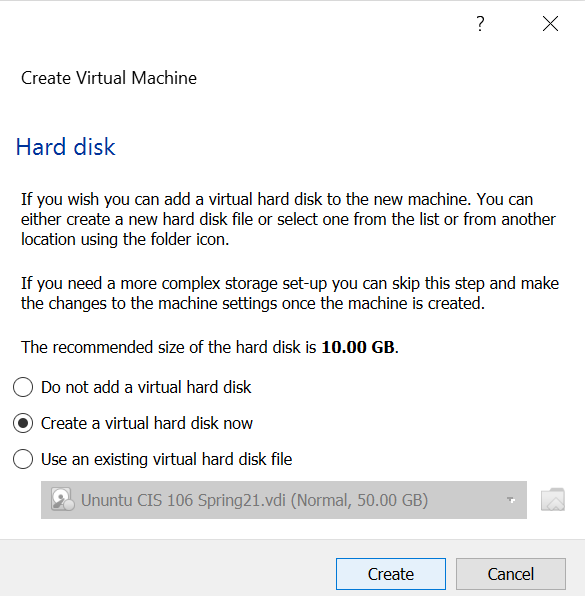 ?
Create Virtual Machine
Hard disk
If you wish you can add a virtual hard disk to the new machine. You can
either create a new hard disk file or select one from the list or from another
location using the folder icon.
If you need a more complex storage set-up you can skip this step and make
the changes to the machine settings once the machine is created.
The recommended size of the hard disk is 10.00 GB.
Do not add a virtual hard disk
Create a virtual hard disk now
Use an existing virtual hard disk file
Ununtu CIS 106 Spring21.vdi (Normal, 50.00 GB)
Create
Cancel